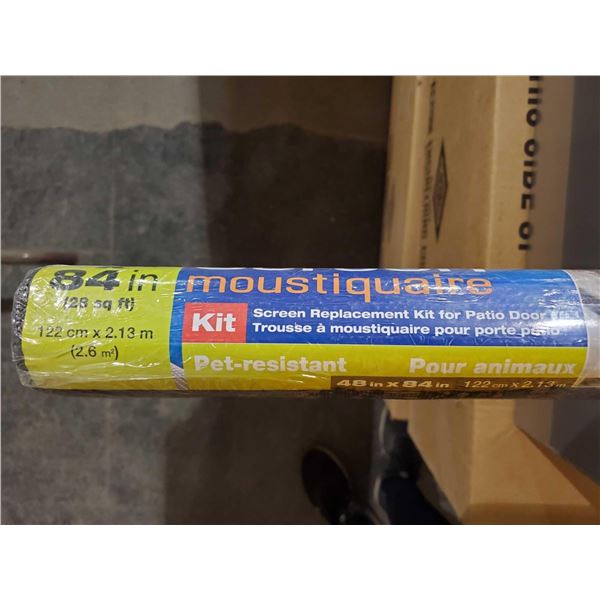 84 in
(28 sq ft)
122 cm x 2.13 m
(2.6 m²)
moustiquaire
Kit
Screen Replacement Kit for Patio Door
Trousse à moustiquaire pour porte patio
Pet-resistant
Pour animaux
48 in x 84 in 122 cm x 2.13 m